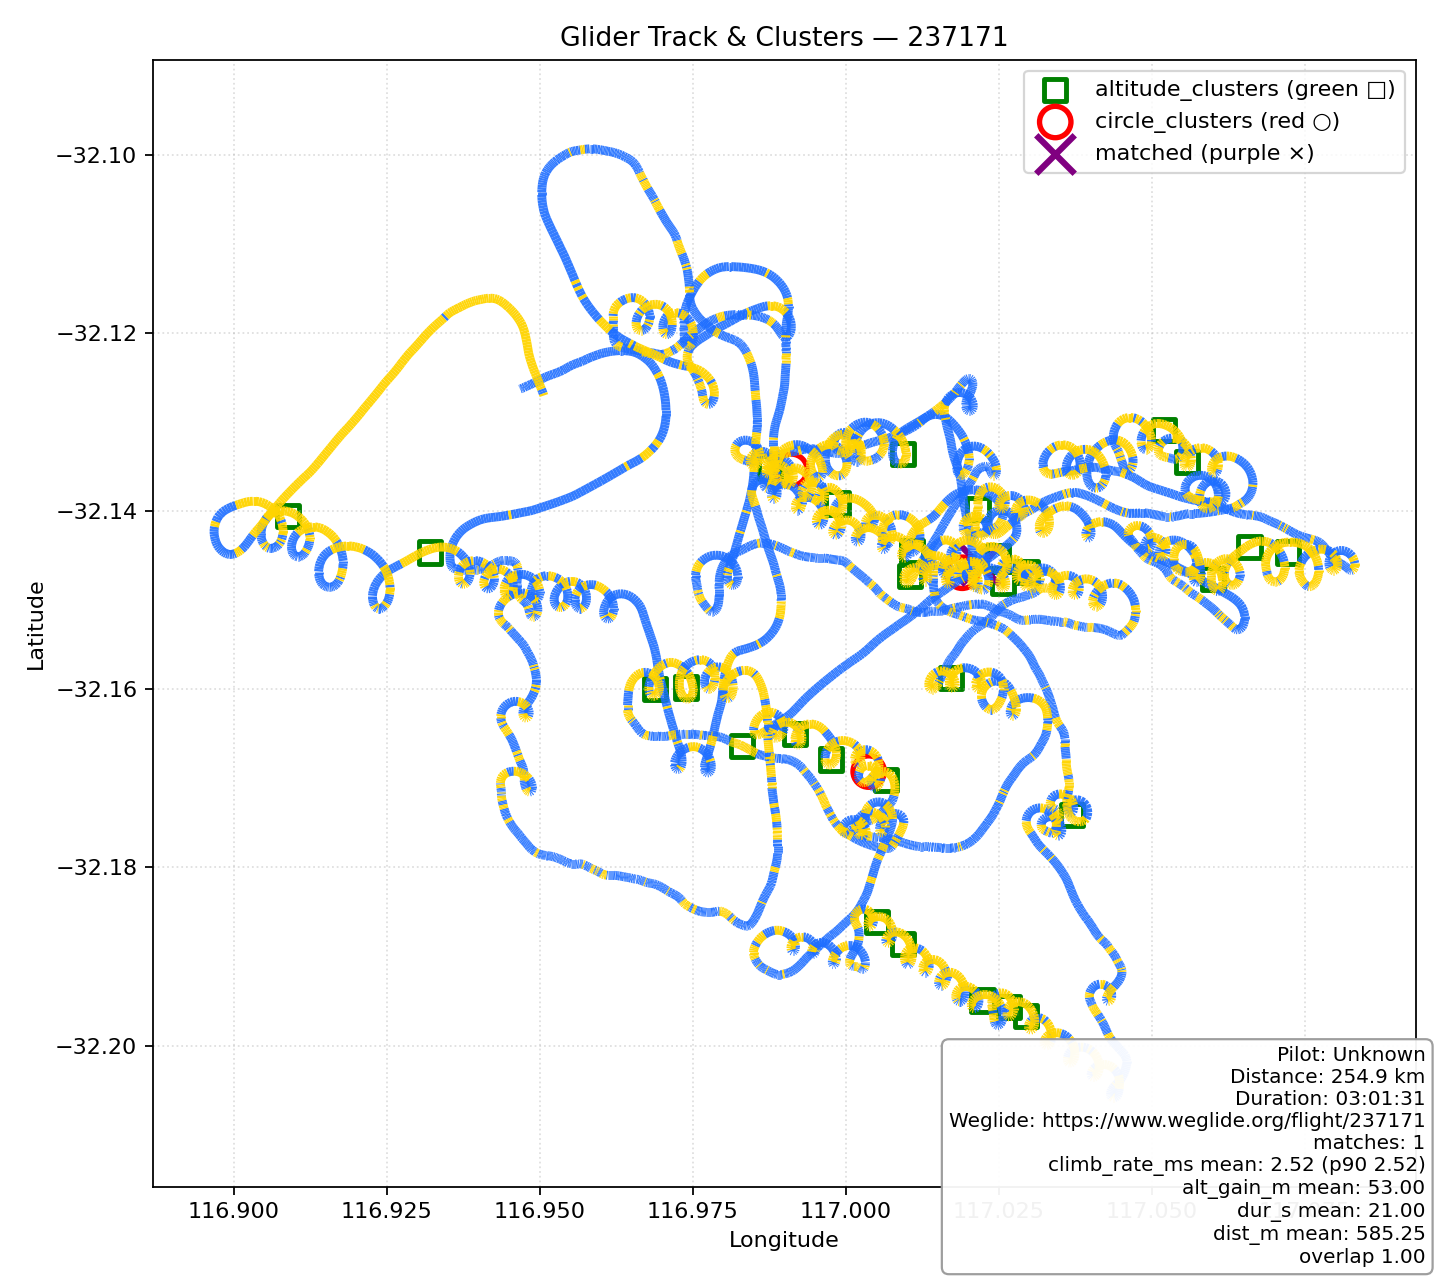 Glider Track & Clusters — 237171
altitude_clusters (green □)
circle_clusters (red ○)
matched (purple ×)
−32.10
−32.12
−32.14
−32.16
−32.18
−32.20
Latitude
116.900
116.925
116.950
116.975
117.000
117.025
117.050
Longitude
Pilot: Unknown
Distance: 254.9 km
Duration: 03:01:31
Weglide: https://www.weglide.org/flight/237171
matches: 1
climb_rate_ms mean: 2.52 (p90 2.52)
alt_gain_m mean: 53.00
dur_s mean: 21.00
dist_m mean: 585.25
overlap 1.00